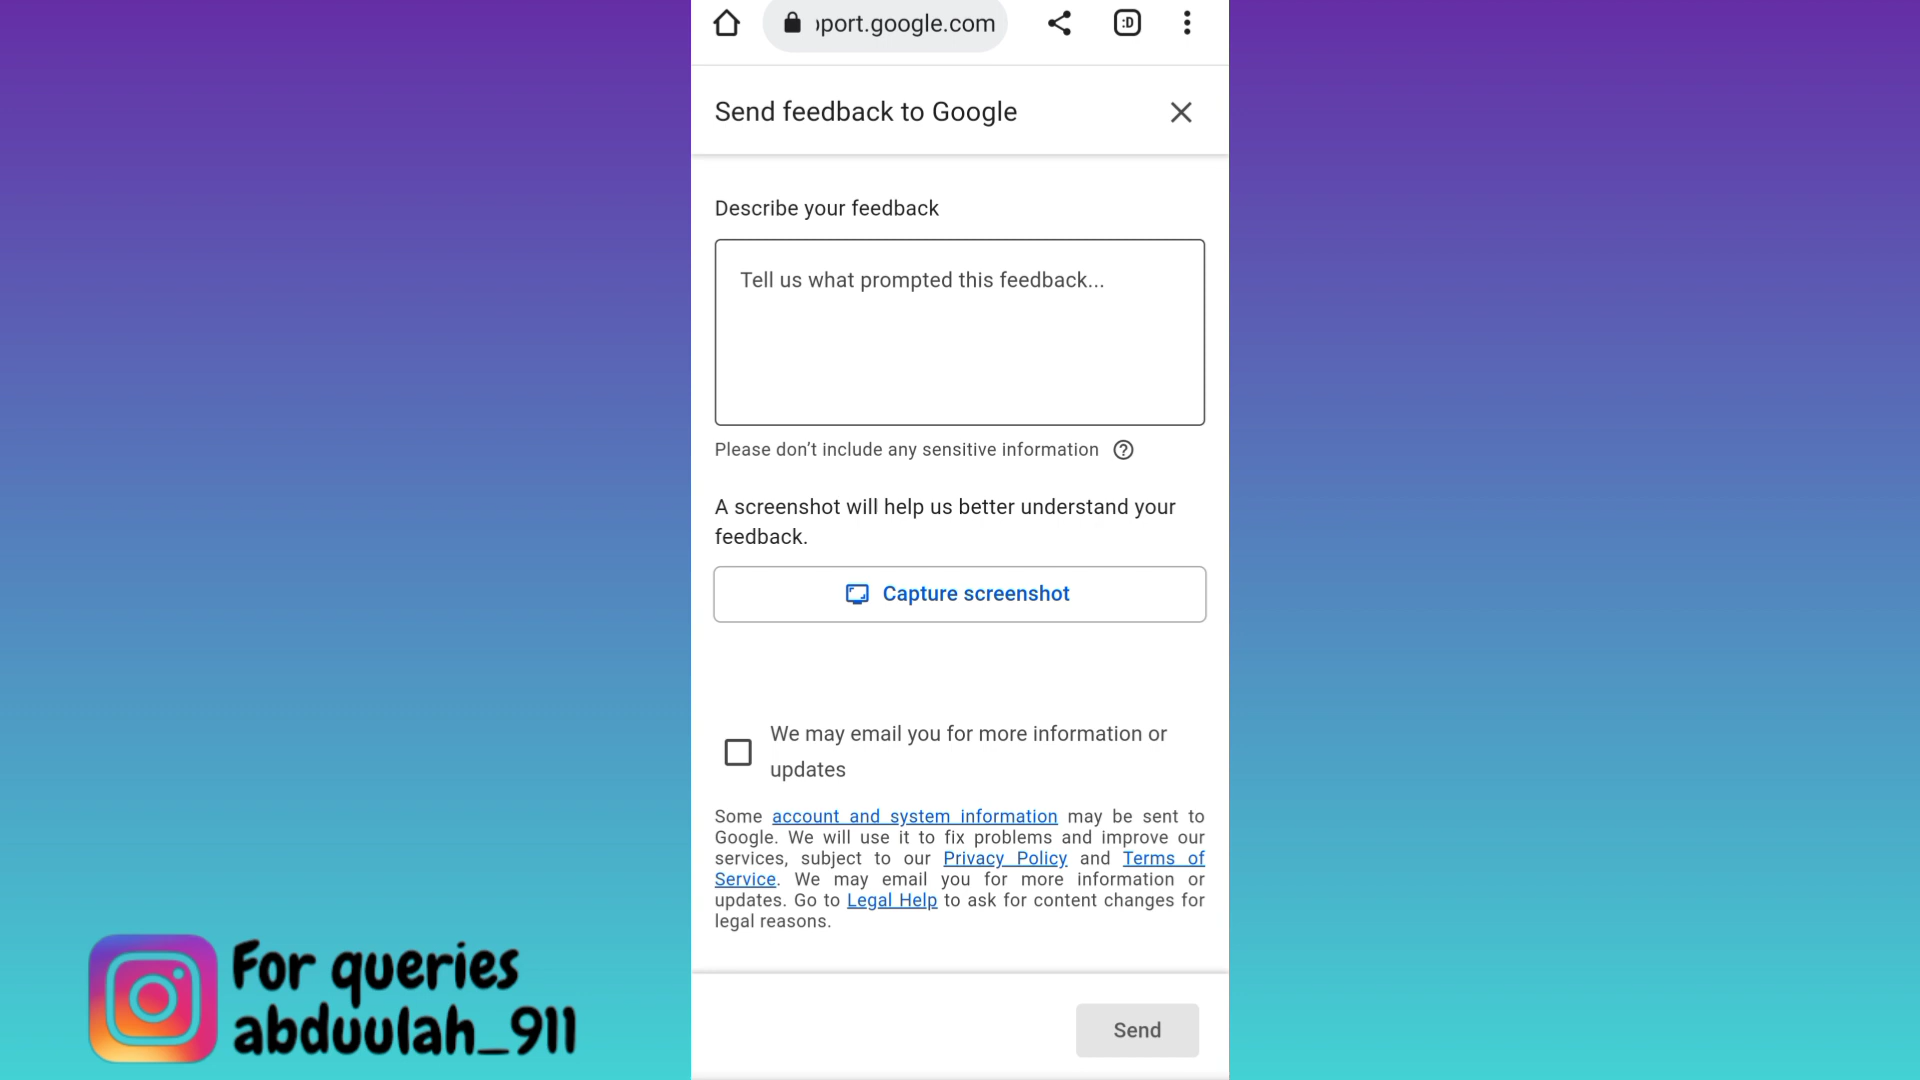 port.google.com
:D
Send feedback to Google
Describe your feedback
Tell us what prompted this feedback...
Please don’t include any sensitive information
A screenshot will help us better understand your
feedback.
Capture screenshot
We may email you for more information or
updates
Some account and system information may be sent to
Google. We will use it to fix problems and improve our
services, subject to our Privacy Policy and Terms of
Service. We may email you for more information or
updates. Go to Legal Help to ask for content changes for
legal reasons.
Send
For queries
abduulah_911